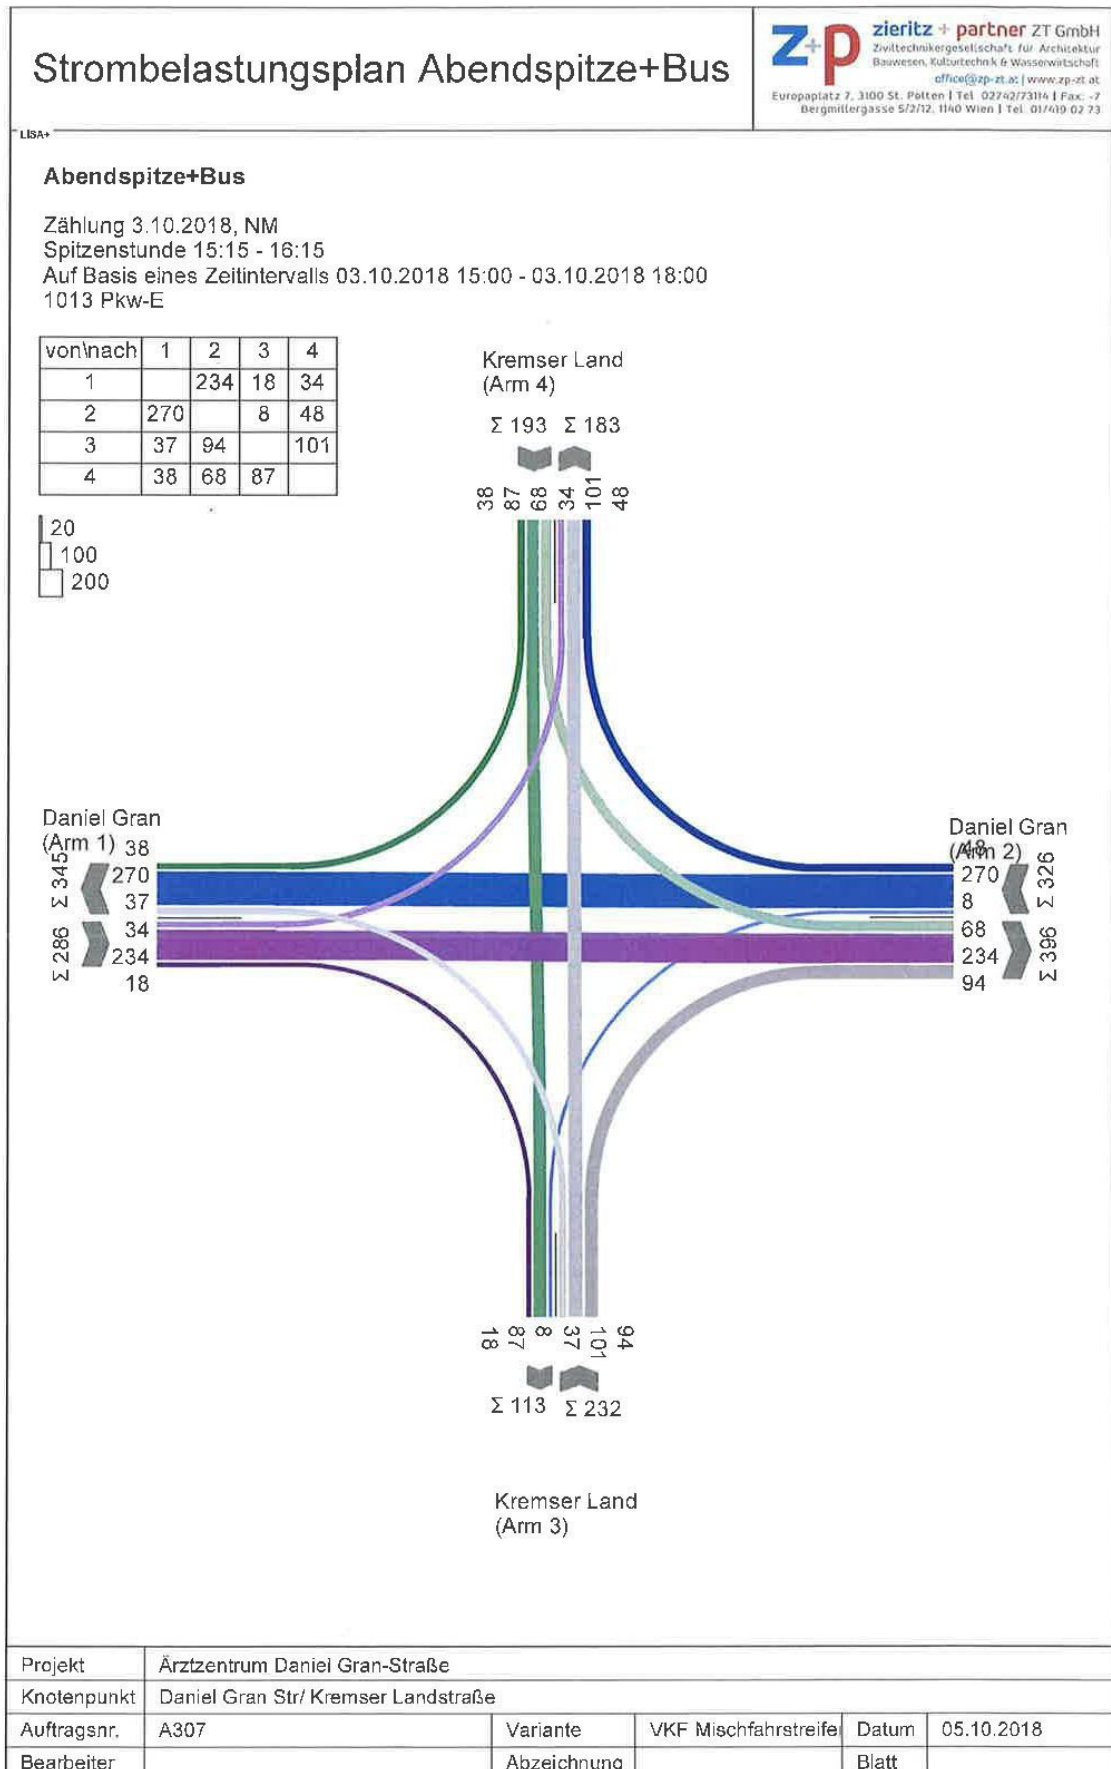 Strombelastungsplan Abendspitze+Bus
z+p
zieritz + partner ZT GmbH
Ziviltechnikergesellschaft für Architektur
Bauwesen, Kulturtechnik & Wasserwirtschaft
office@zp-zt.at | www.zp-zt.at
Europaplatz 7, 3100 St. Pölten | Tel. 02742/73114 | Fax: -7
Bergmillergasse 5/2/12, 1140 Wien | Tel. 01/419 02 73
LISA+
Abendspitze+Bus
Zählung 3.10.2018, NM
Spitzenstunde 15:15 - 16:15
Auf Basis eines Zeitintervalls 03.10.2018 15:00 - 03.10.2018 18:00
1013 Pkw-E
von\nach 1 2 3 4
1 234 18 34
2 270 8 48
3 37 94 101
4 38 68 87
20
100
200
Kremser Land
(Arm 4)
Σ 193 Σ 183
38 87 68 34 101 48
Daniel Gran
(Arm 1)
38
270
37
34
234
18
Σ 345
Σ 286
Daniel Gran
(Arm 2)
48
270
8
68
234
94
Σ 326
Σ 396
18 87 8 37 101 94
Σ 113 Σ 232
Kremser Land
(Arm 3)
Projekt Ärztzentrum Daniel Gran-Straße
Knotenpunkt Daniel Gran Str/ Kremser Landstraße
Auftragsnr. A307 Variante VKF Mischfahrstreifen Datum 05.10.2018
Bearbeiter Abzeichnung Blatt